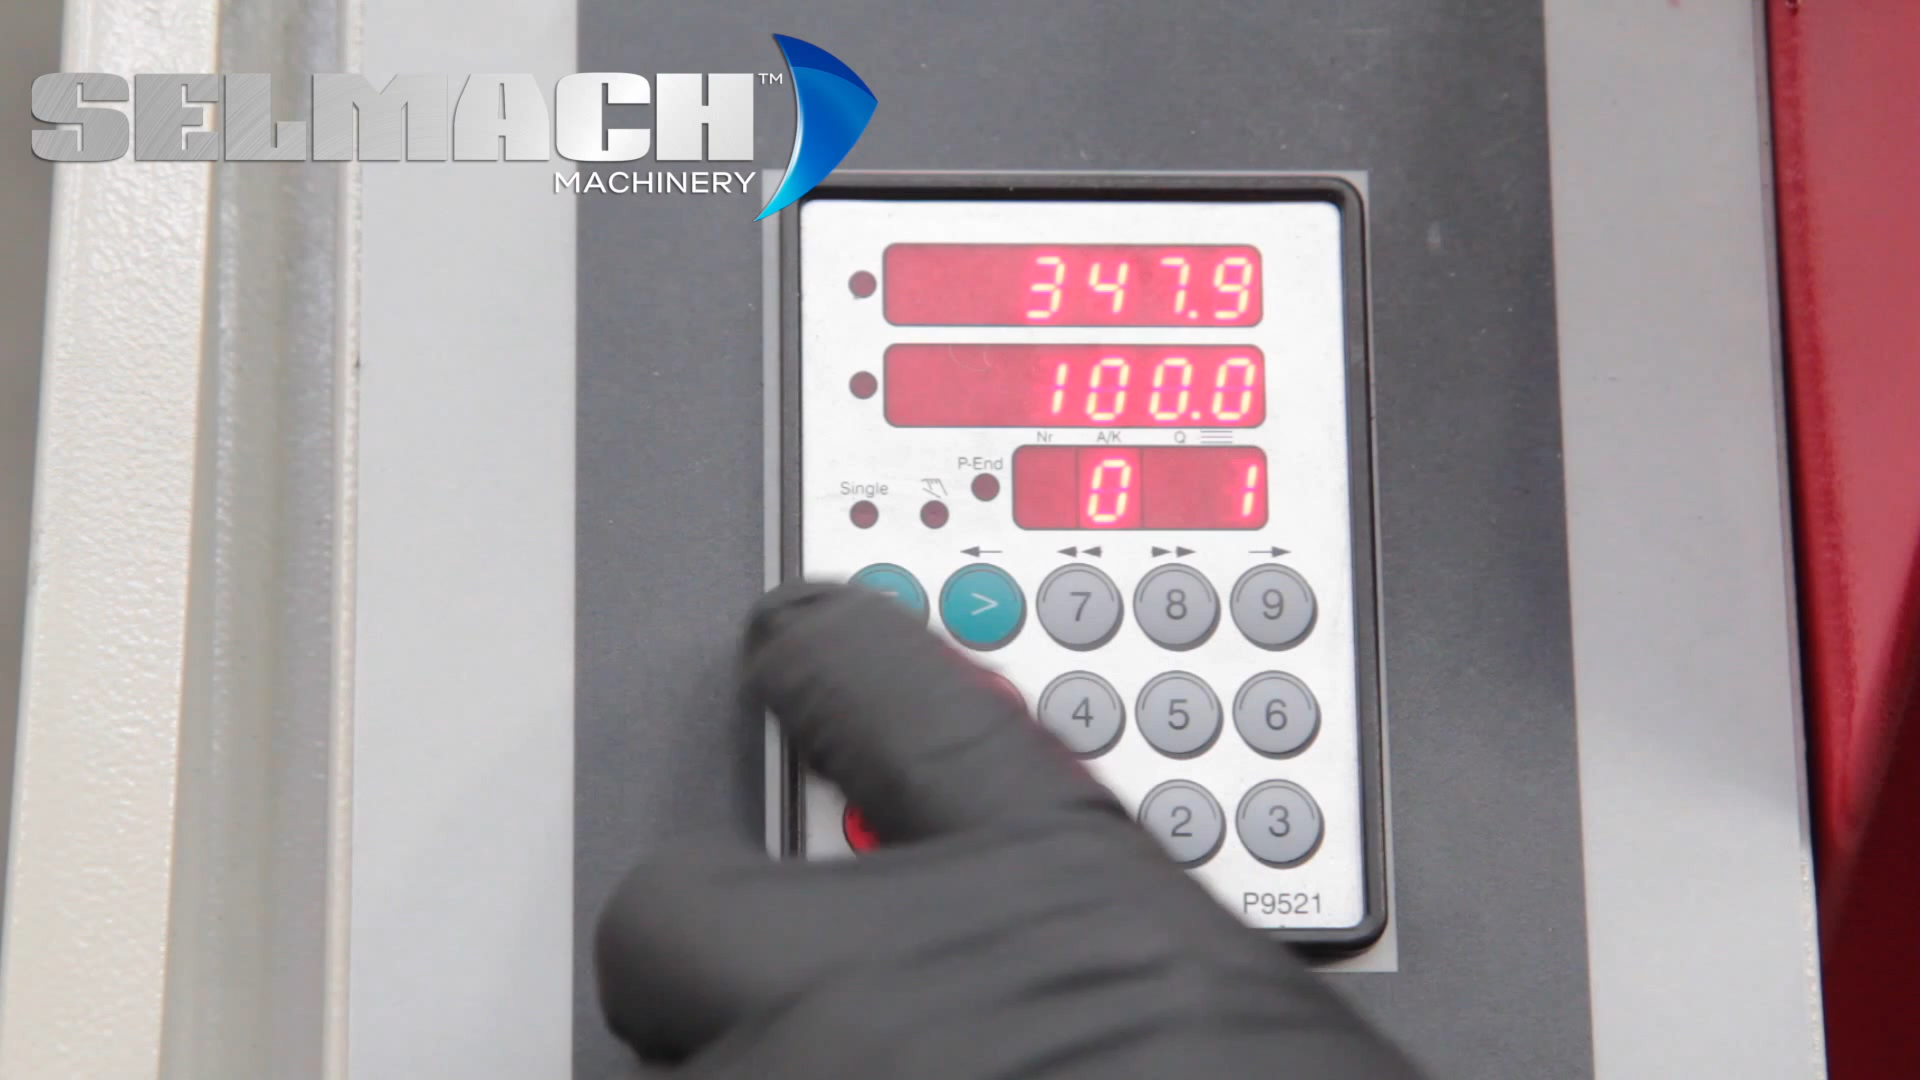 SELMACH™
MACHINERY
347.9
100.0
Nr A/K Q
P-End
Single
0 1
> 7 8 9
4 5 6
2 3
P9521